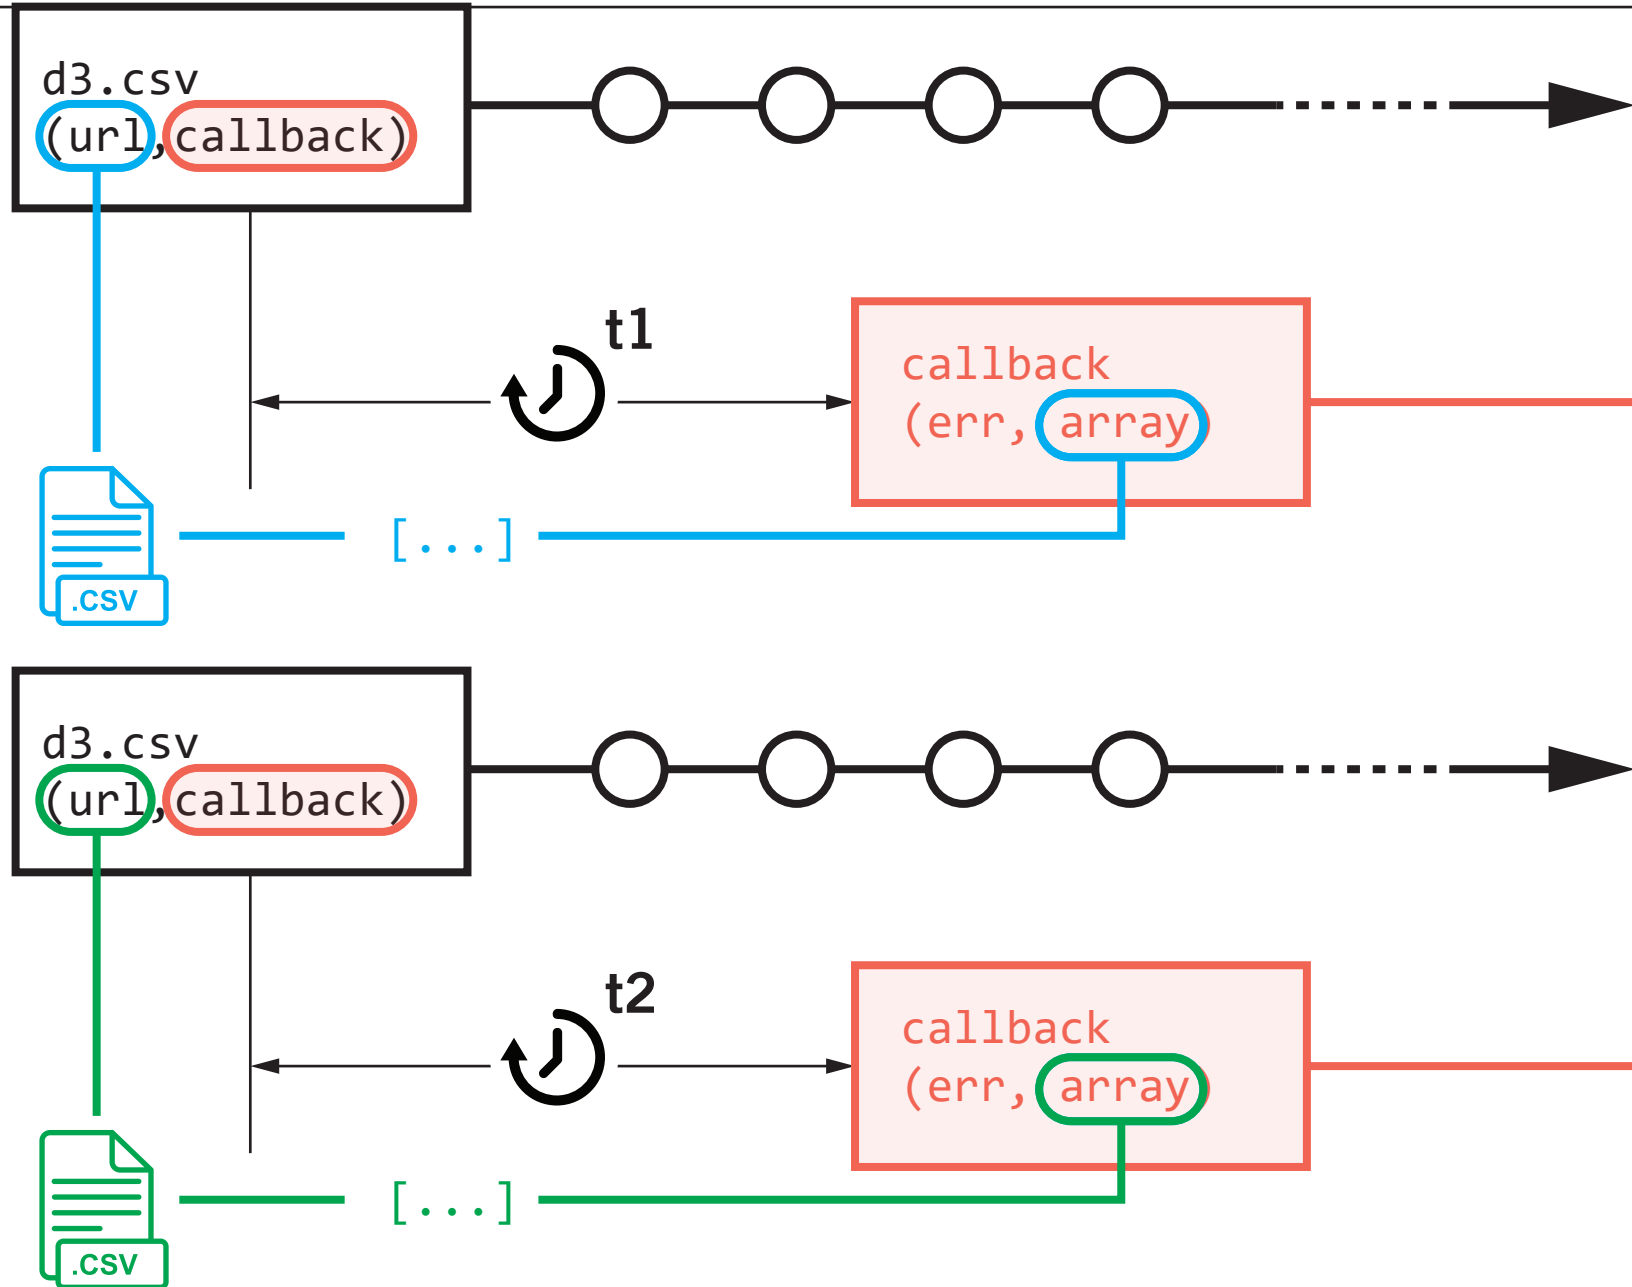 d3.csv
(url,callback)
t1
callback
(err, array)
[...]
.CSV
d3.csv
(url,callback)
t2
callback
(err, array)
[...]
.CSV